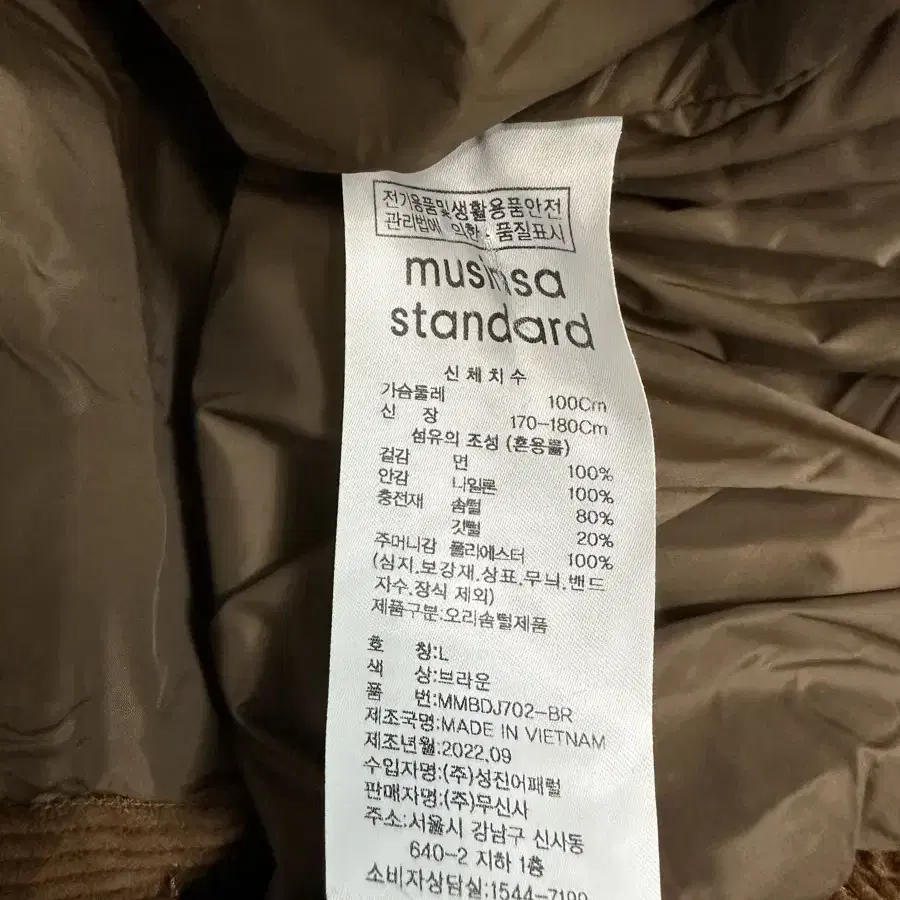 전기용품및생활용품안전
관리법에 의한 품질표시
musinsa
standard
신체치수
가슴둘레 100Cm
신 장 170-180Cm
섬유의 조성 (혼용률)
겉감 면 100%
안감 나일론 100%
충전재 솜털 80%
깃털 20%
주머니감 폴리에스터 100%
(심지.보강재.상표.무늬.밴드
자수.장식 제외)
제품구분:오리솜털제품
호 칭:L
색 상:브라운
품 번:MMBDJ702-BR
제조국명:MADE IN VIETNAM
제조년월:2022.09
수입자명:(주)성진어패럴
판매자명:(주)무신사
주소:서울시 강남구 신사동
640-2 지하 1층
소비자상담실:1544-7199